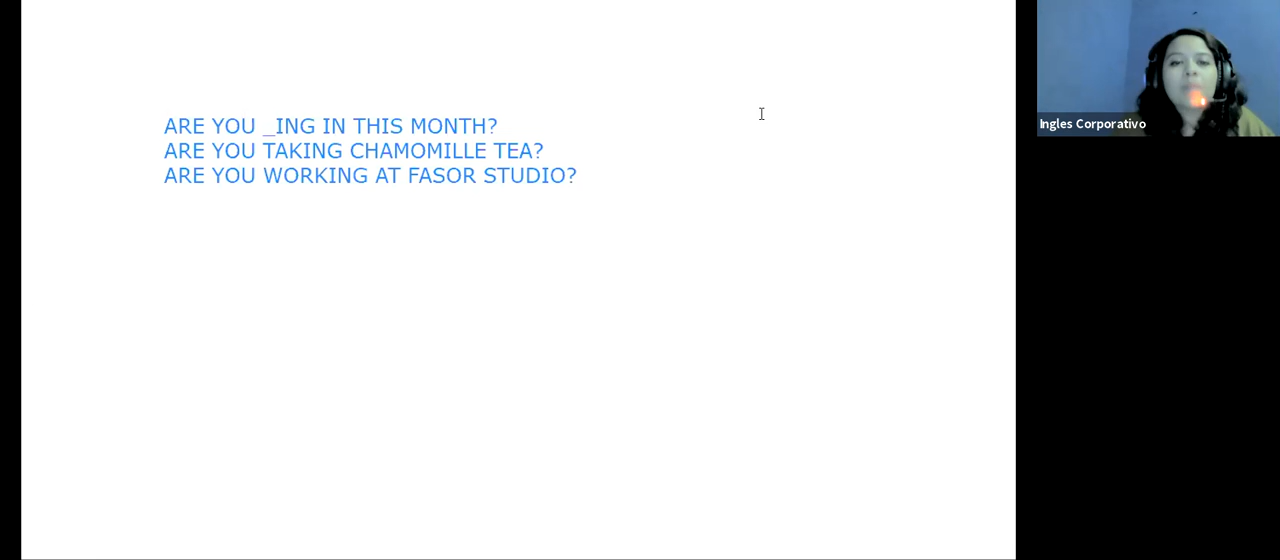 ARE YOU _ING IN THIS MONTH?
ARE YOU TAKING CHAMOMILLE TEA?
ARE YOU WORKING AT FASOR STUDIO?
Ingles Corporativo